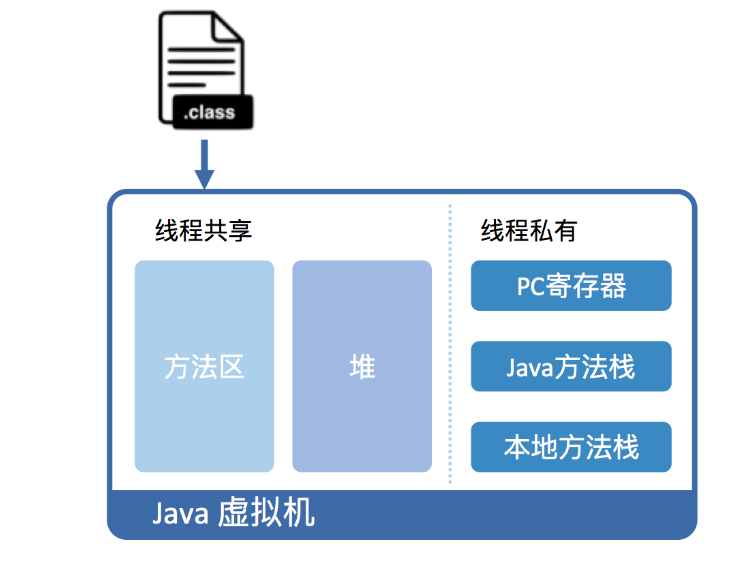 .class
线程共享
线程私有
方法区
堆
PC寄存器
Java方法栈
本地方法栈
Java 虚拟机